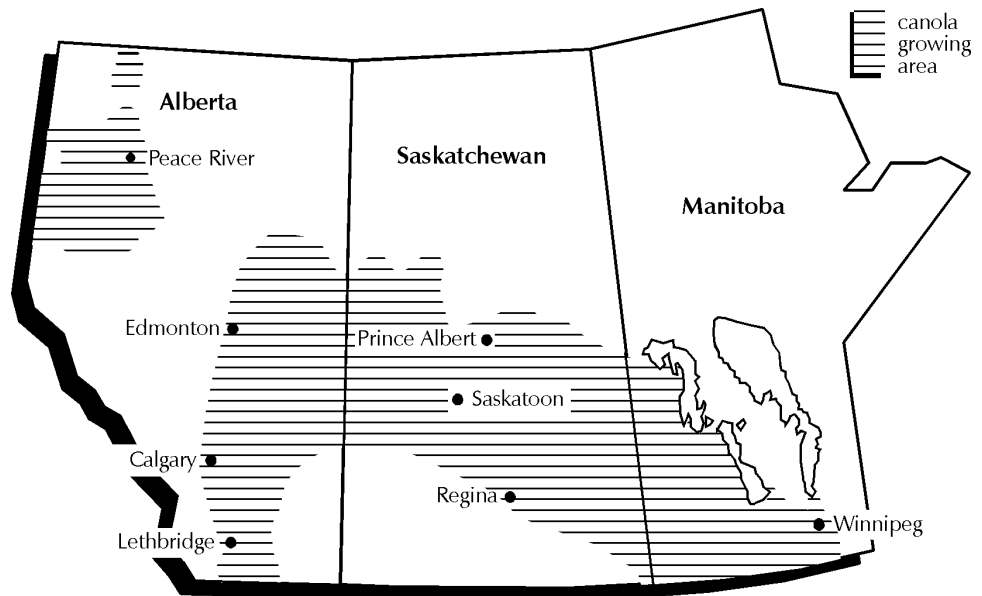 canola
growing
area
Alberta
Peace River
Saskatchewan
Manitoba
Edmonton
Prince Albert
Saskatoon
Calgary
Regina
Winnipeg
Lethbridge